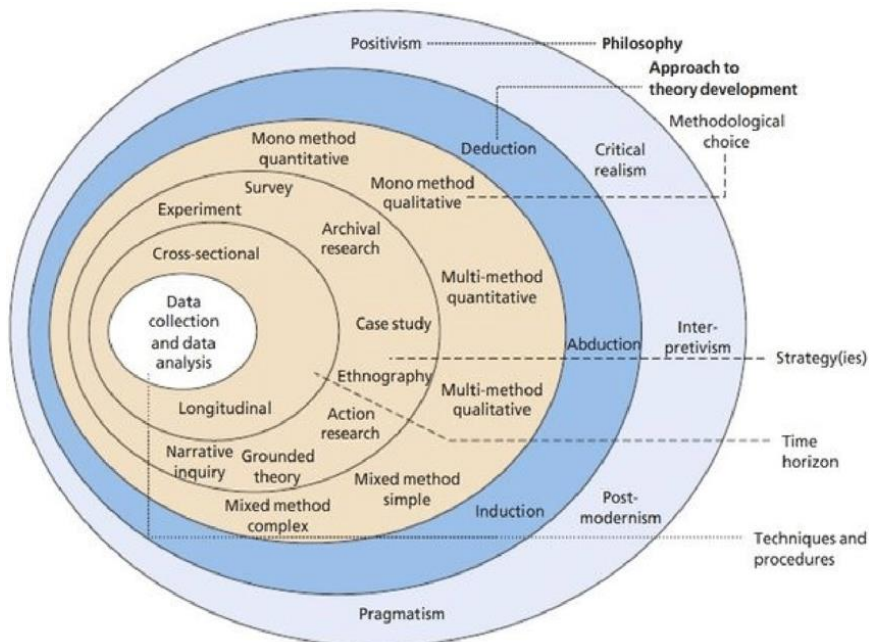 Positivism
Philosophy
Approach to
theory development
Methodological
choice
Mono method
quantitative
Deduction
Critical
realism
Survey
Mono method
qualitative
Experiment
Archival
research
Cross-sectional
Multi-method
quantitative
Data
collection
and data
analysis
Case study
Abduction
Inter-
pretivism
Strategy(ies)
Ethnography
Multi-method
qualitative
Longitudinal
Action
research
Time
horizon
Narrative
inquiry
Grounded
theory
Mixed method
simple
Mixed method
complex
Induction
Post-
modernism
Techniques and
procedures
Pragmatism